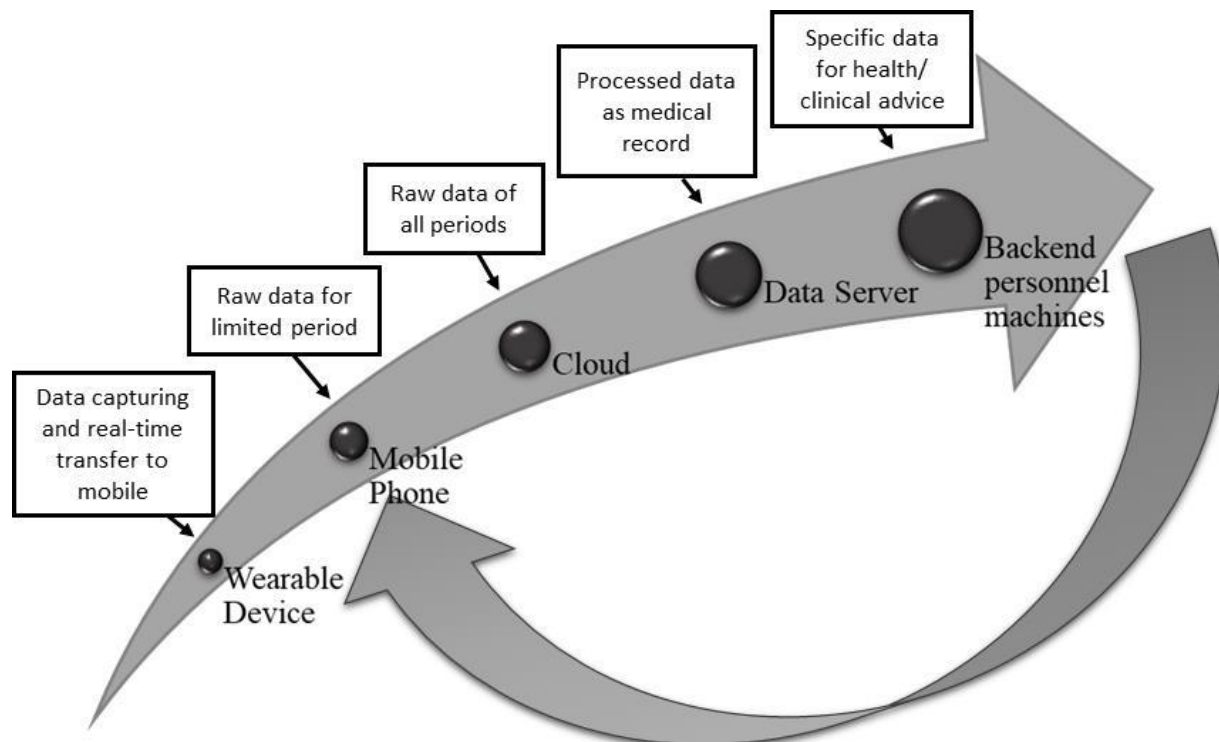 Specific data
for health/
clinical advice
Processed data
as medical
record
Raw data of
all periods
Raw data for
limited period
Data capturing
and real-time
transfer to
mobile
Backend
personnel
machines
Data Server
Cloud
Mobile
Phone
Wearable
Device